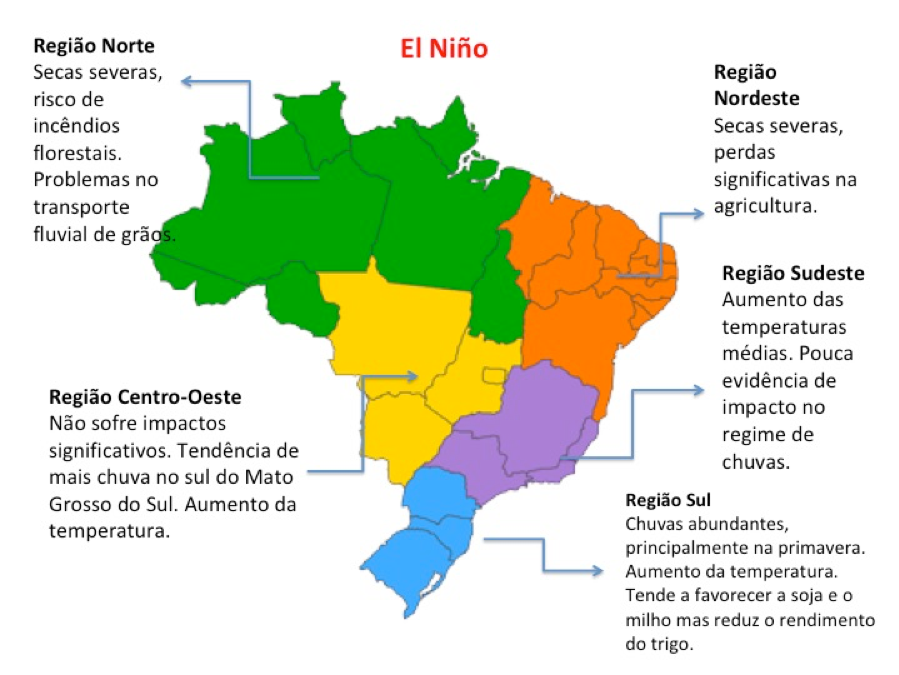 El Niño
Região Norte
Secas severas,
risco de
incêndios
florestais.
Problemas no
transporte
fluvial de grãos.
Região
Nordeste
Secas severas,
perdas
significativas na
agricultura.
Região Sudeste
Aumento das
temperaturas
médias. Pouca
evidência de
impacto no
regime de
chuvas.
Região Centro-Oeste
Não sofre impactos
significativos. Tendência de
mais chuva no sul do Mato
Grosso do Sul. Aumento da
temperatura.
Região Sul
Chuvas abundantes,
principalmente na primavera.
Aumento da temperatura.
Tende a favorecer a soja e o
milho mas reduz o rendimento
do trigo.